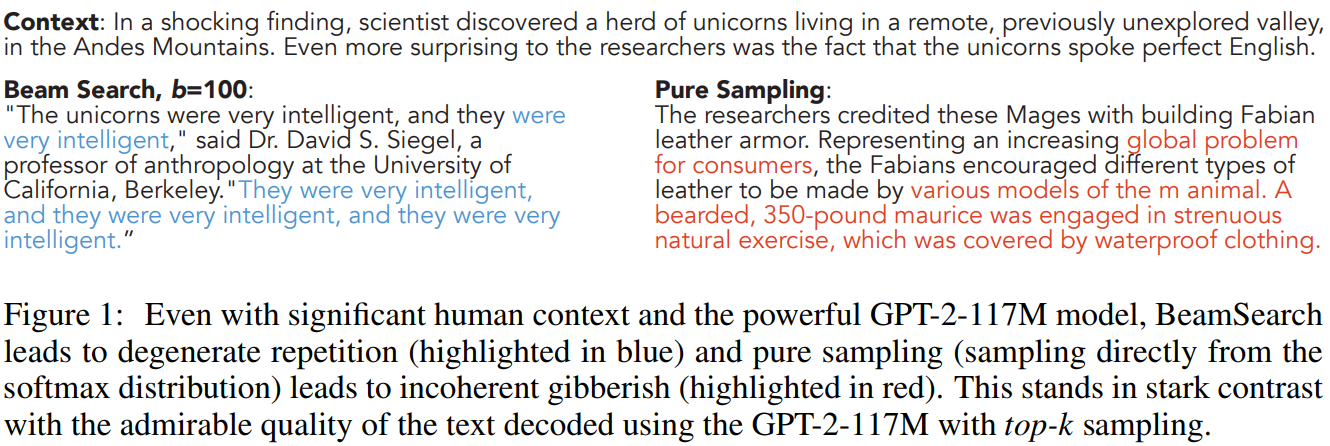 Context: In a shocking finding, scientist discovered a herd of unicorns living in a remote, previously unexplored valley,
in the Andes Mountains. Even more surprising to the researchers was the fact that the unicorns spoke perfect English.
Beam Search, b=100:
"The unicorns were very intelligent, and they were
very intelligent," said Dr. David S. Siegel, a
professor of anthropology at the University of
California, Berkeley."They were very intelligent,
and they were very intelligent, and they were very
intelligent.”
Pure Sampling:
The researchers credited these Mages with building Fabian
leather armor. Representing an increasing global problem
for consumers, the Fabians encouraged different types of
leather to be made by various models of the m animal. A
bearded, 350-pound maurice was engaged in strenuous
natural exercise, which was covered by waterproof clothing.
Figure 1: Even with significant human context and the powerful GPT-2-117M model, BeamSearch
leads to degenerate repetition (highlighted in blue) and pure sampling (sampling directly from the
softmax distribution) leads to incoherent gibberish (highlighted in red). This stands in stark contrast
with the admirable quality of the text decoded using the GPT-2-117M with top-k sampling.